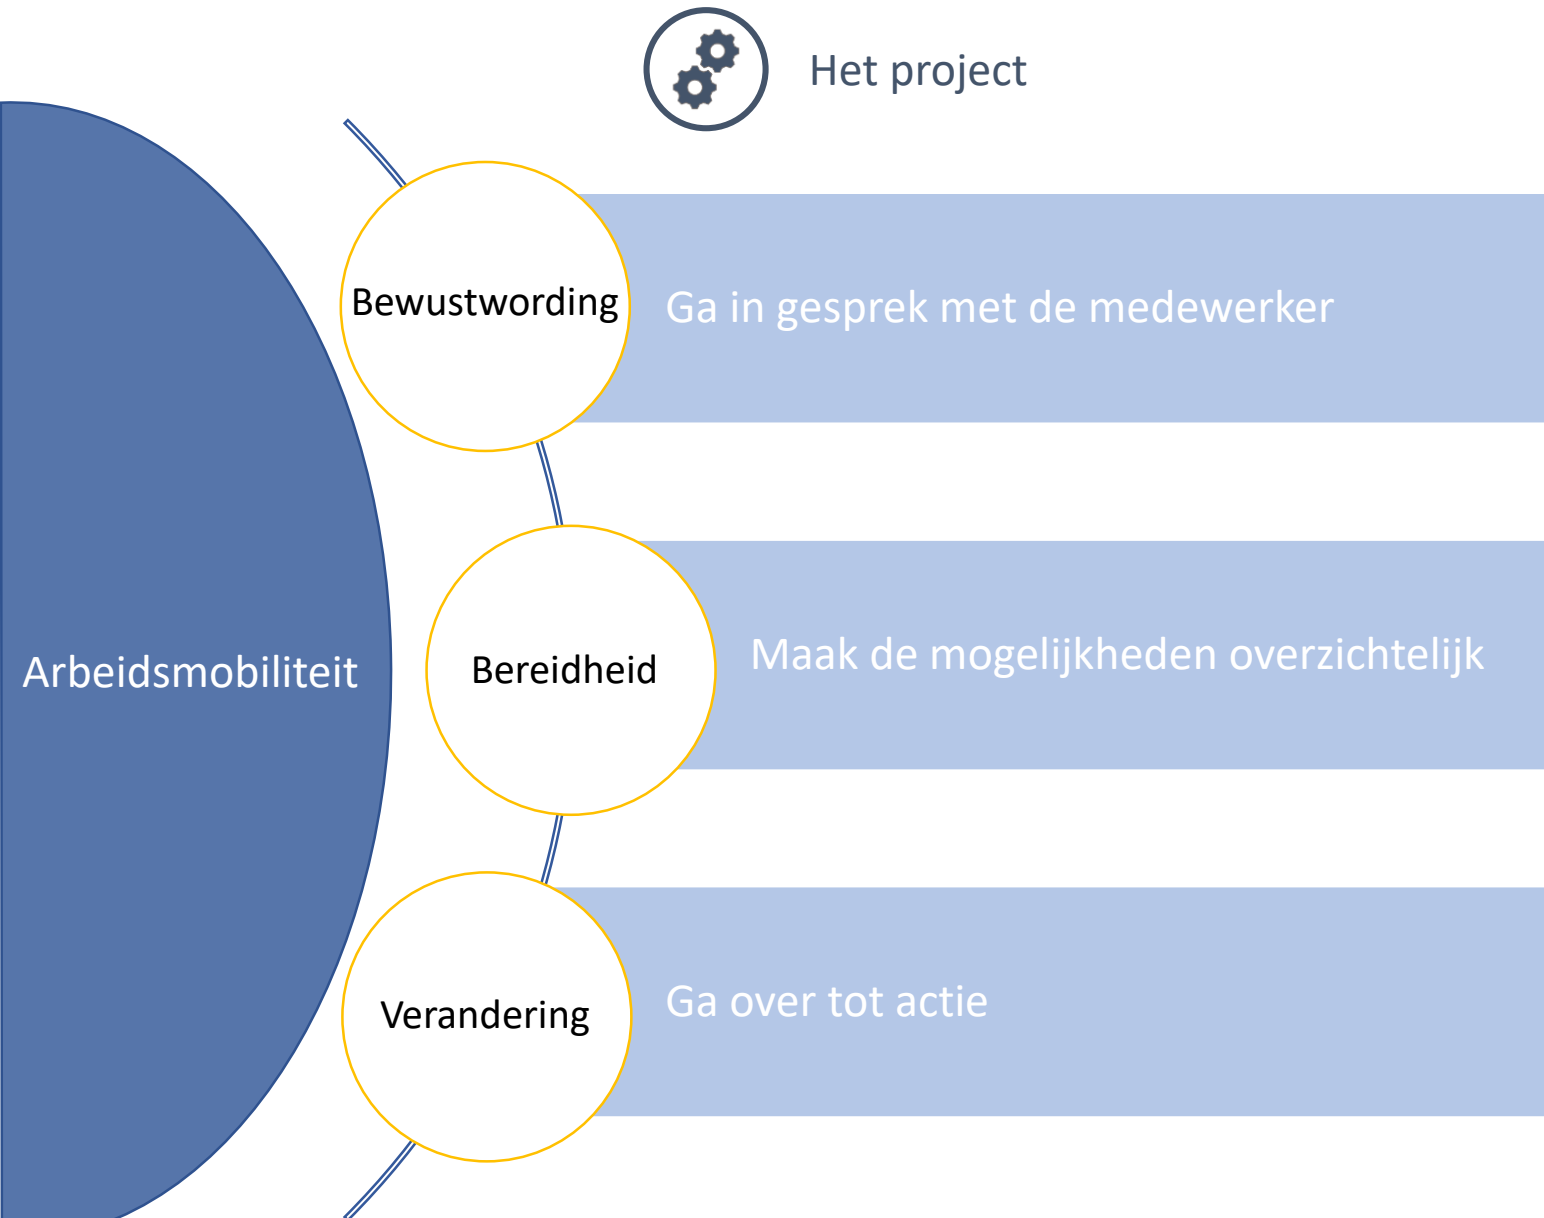 Het project
Bewustwording
Ga in gesprek met de medewerker
Arbeidsmobiliteit
Bereidheid
Maak de mogelijkheden overzichtelijk
Verandering
Ga over tot actie